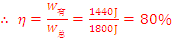 ∴ η = W有/W总 = 1440J/1800J = 80%